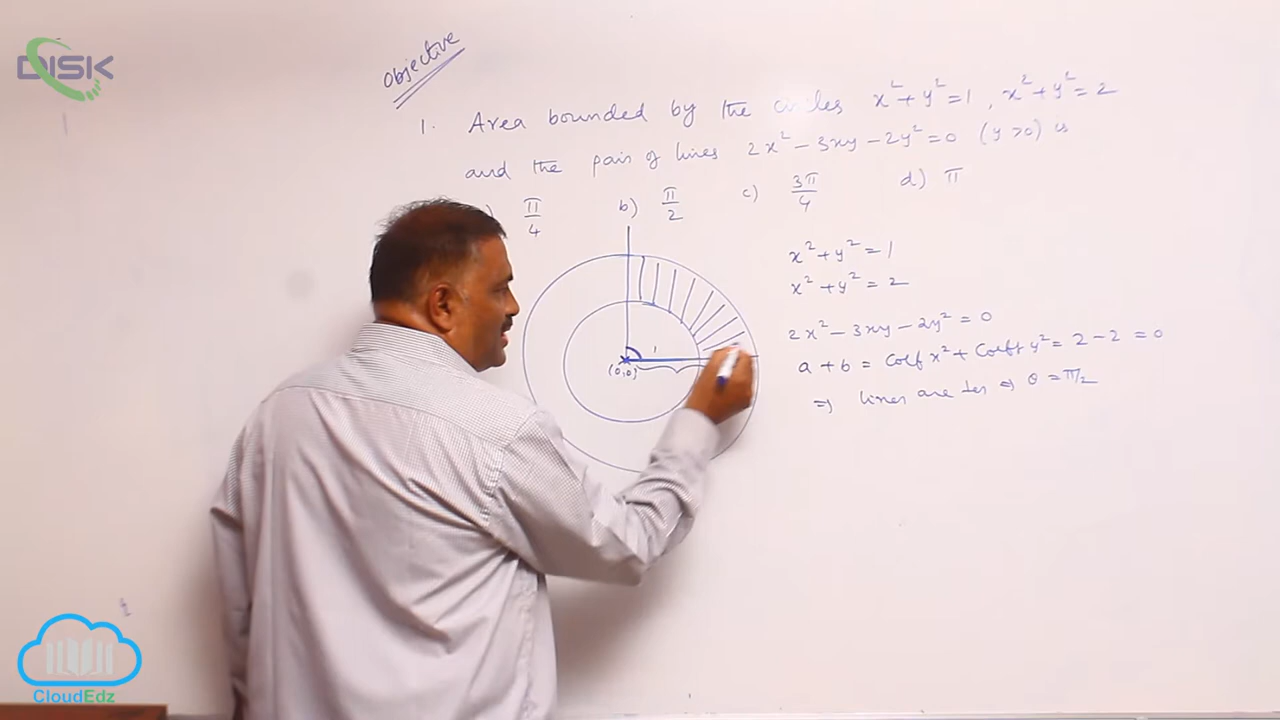 DISK
Objective
1. Area bounded by the circles x² + y² = 1 , x² + y² = 2
and the pair of lines 2x² - 3xy - 2y² = 0 (y >0) is
) π/4 b) π/2 c) 3π/4 d) π
x² + y² = 1
x² + y² = 2
2x² - 3xy - 2y² = 0
a + b = Coeff x² + Coeff y² = 2 - 2 = 0
⇒ lines are ⊥es ⇒ θ = π/2
1
(0,0)
CloudEdz